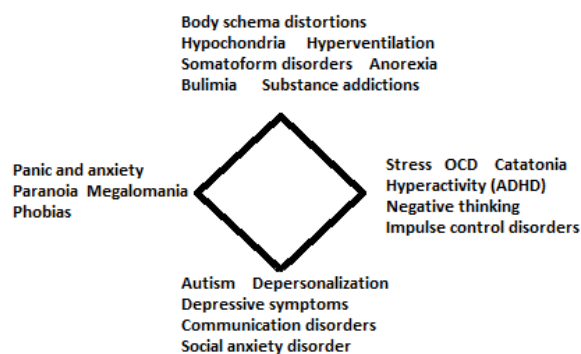 Body schema distortions
Hypochondria Hyperventilation
Somatoform disorders Anorexia
Bulimia Substance addictions
Panic and anxiety
Paranoia Megalomania
Phobias
Stress OCD Catatonia
Hyperactivity (ADHD)
Negative thinking
Impulse control disorders
Autism Depersonalization
Depressive symptoms
Communication disorders
Social anxiety disorder